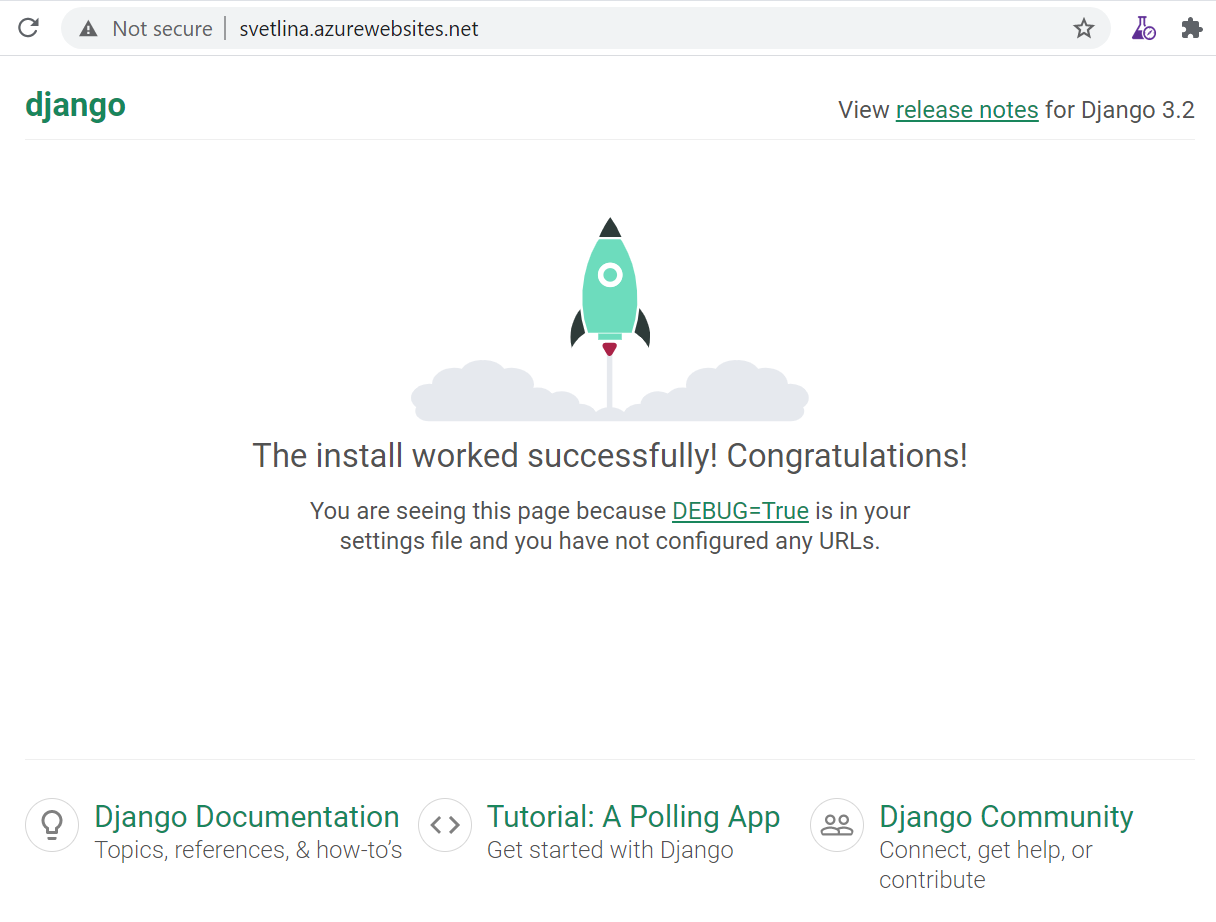 Not secure | svetlina.azurewebsites.net
django
View release notes for Django 3.2
The install worked successfully! Congratulations!
You are seeing this page because DEBUG=True is in your
settings file and you have not configured any URLs.
Django Documentation
Topics, references, & how-to’s
Tutorial: A Polling App
Get started with Django
Django Community
Connect, get help, or
contribute